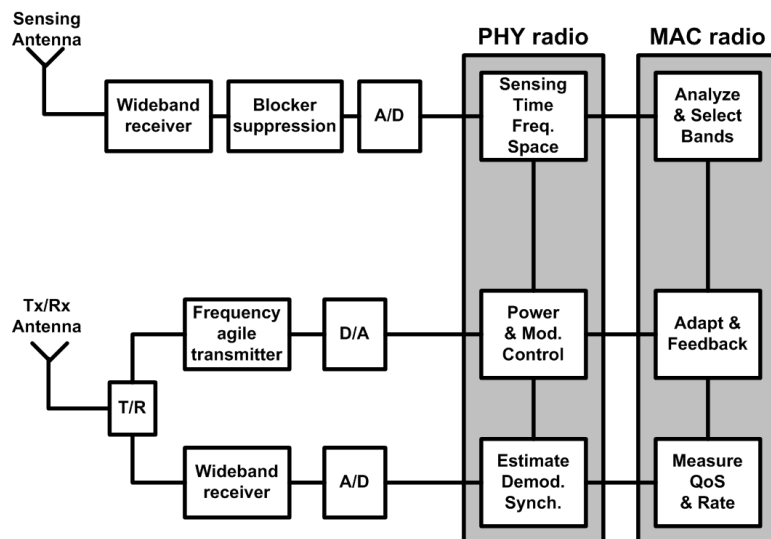 Sensing
Antenna
PHY radio
MAC radio
Wideband
receiver
Blocker
suppression
A/D
Sensing
Time
Freq.
Space
Analyze
& Select
Bands
Tx/Rx
Antenna
T/R
Frequency
agile
transmitter
D/A
Power
& Mod.
Control
Adapt &
Feedback
Wideband
receiver
A/D
Estimate
Demod.
Synch.
Measure
QoS
& Rate